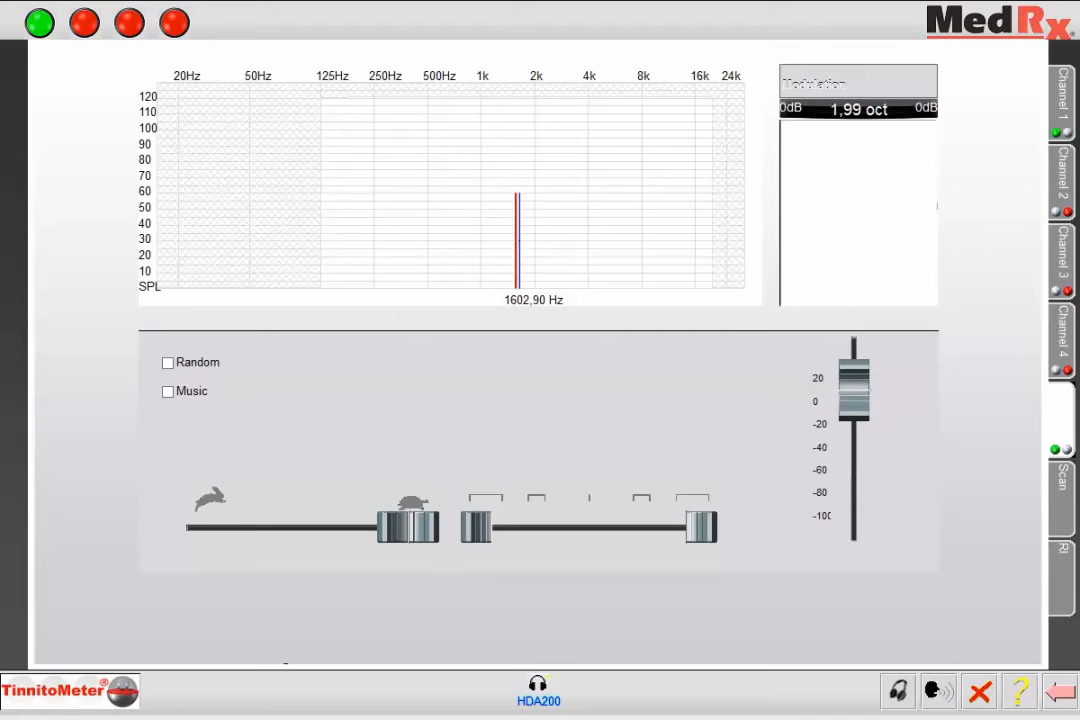 MedRx
20Hz 50Hz 125Hz 250Hz 500Hz 1k 2k 4k 8k 16k 24k
120
110
100
90
80
70
60
50
40
30
20
10
SPL
1602,90 Hz
Modulation
0dB 1,99 oct 0dB
Channel 1
Channel 2
Channel 3
Channel 4
Scan
RI
Random
Music
20
0
-20
-40
-60
-80
-100
TinnitoMeter®
HDA200
?